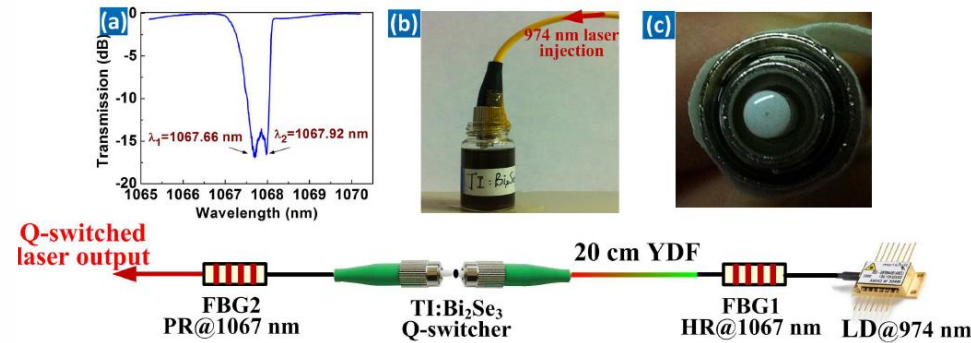 (a)
Transmission (dB)
0
-5
-10
-15
-20
λ1=1067.66 nm
λ2=1067.92 nm
1065 1066 1067 1068 1069 1070
Wavelength (nm)
(b)
974 nm laser
injection
TI:Bi2Se
(c)
Q-switched
laser output
FBG2
PR@1067 nm
TI:Bi2Se3
Q-switcher
20 cm YDF
FBG1
HR@1067 nm
LD@974 nm